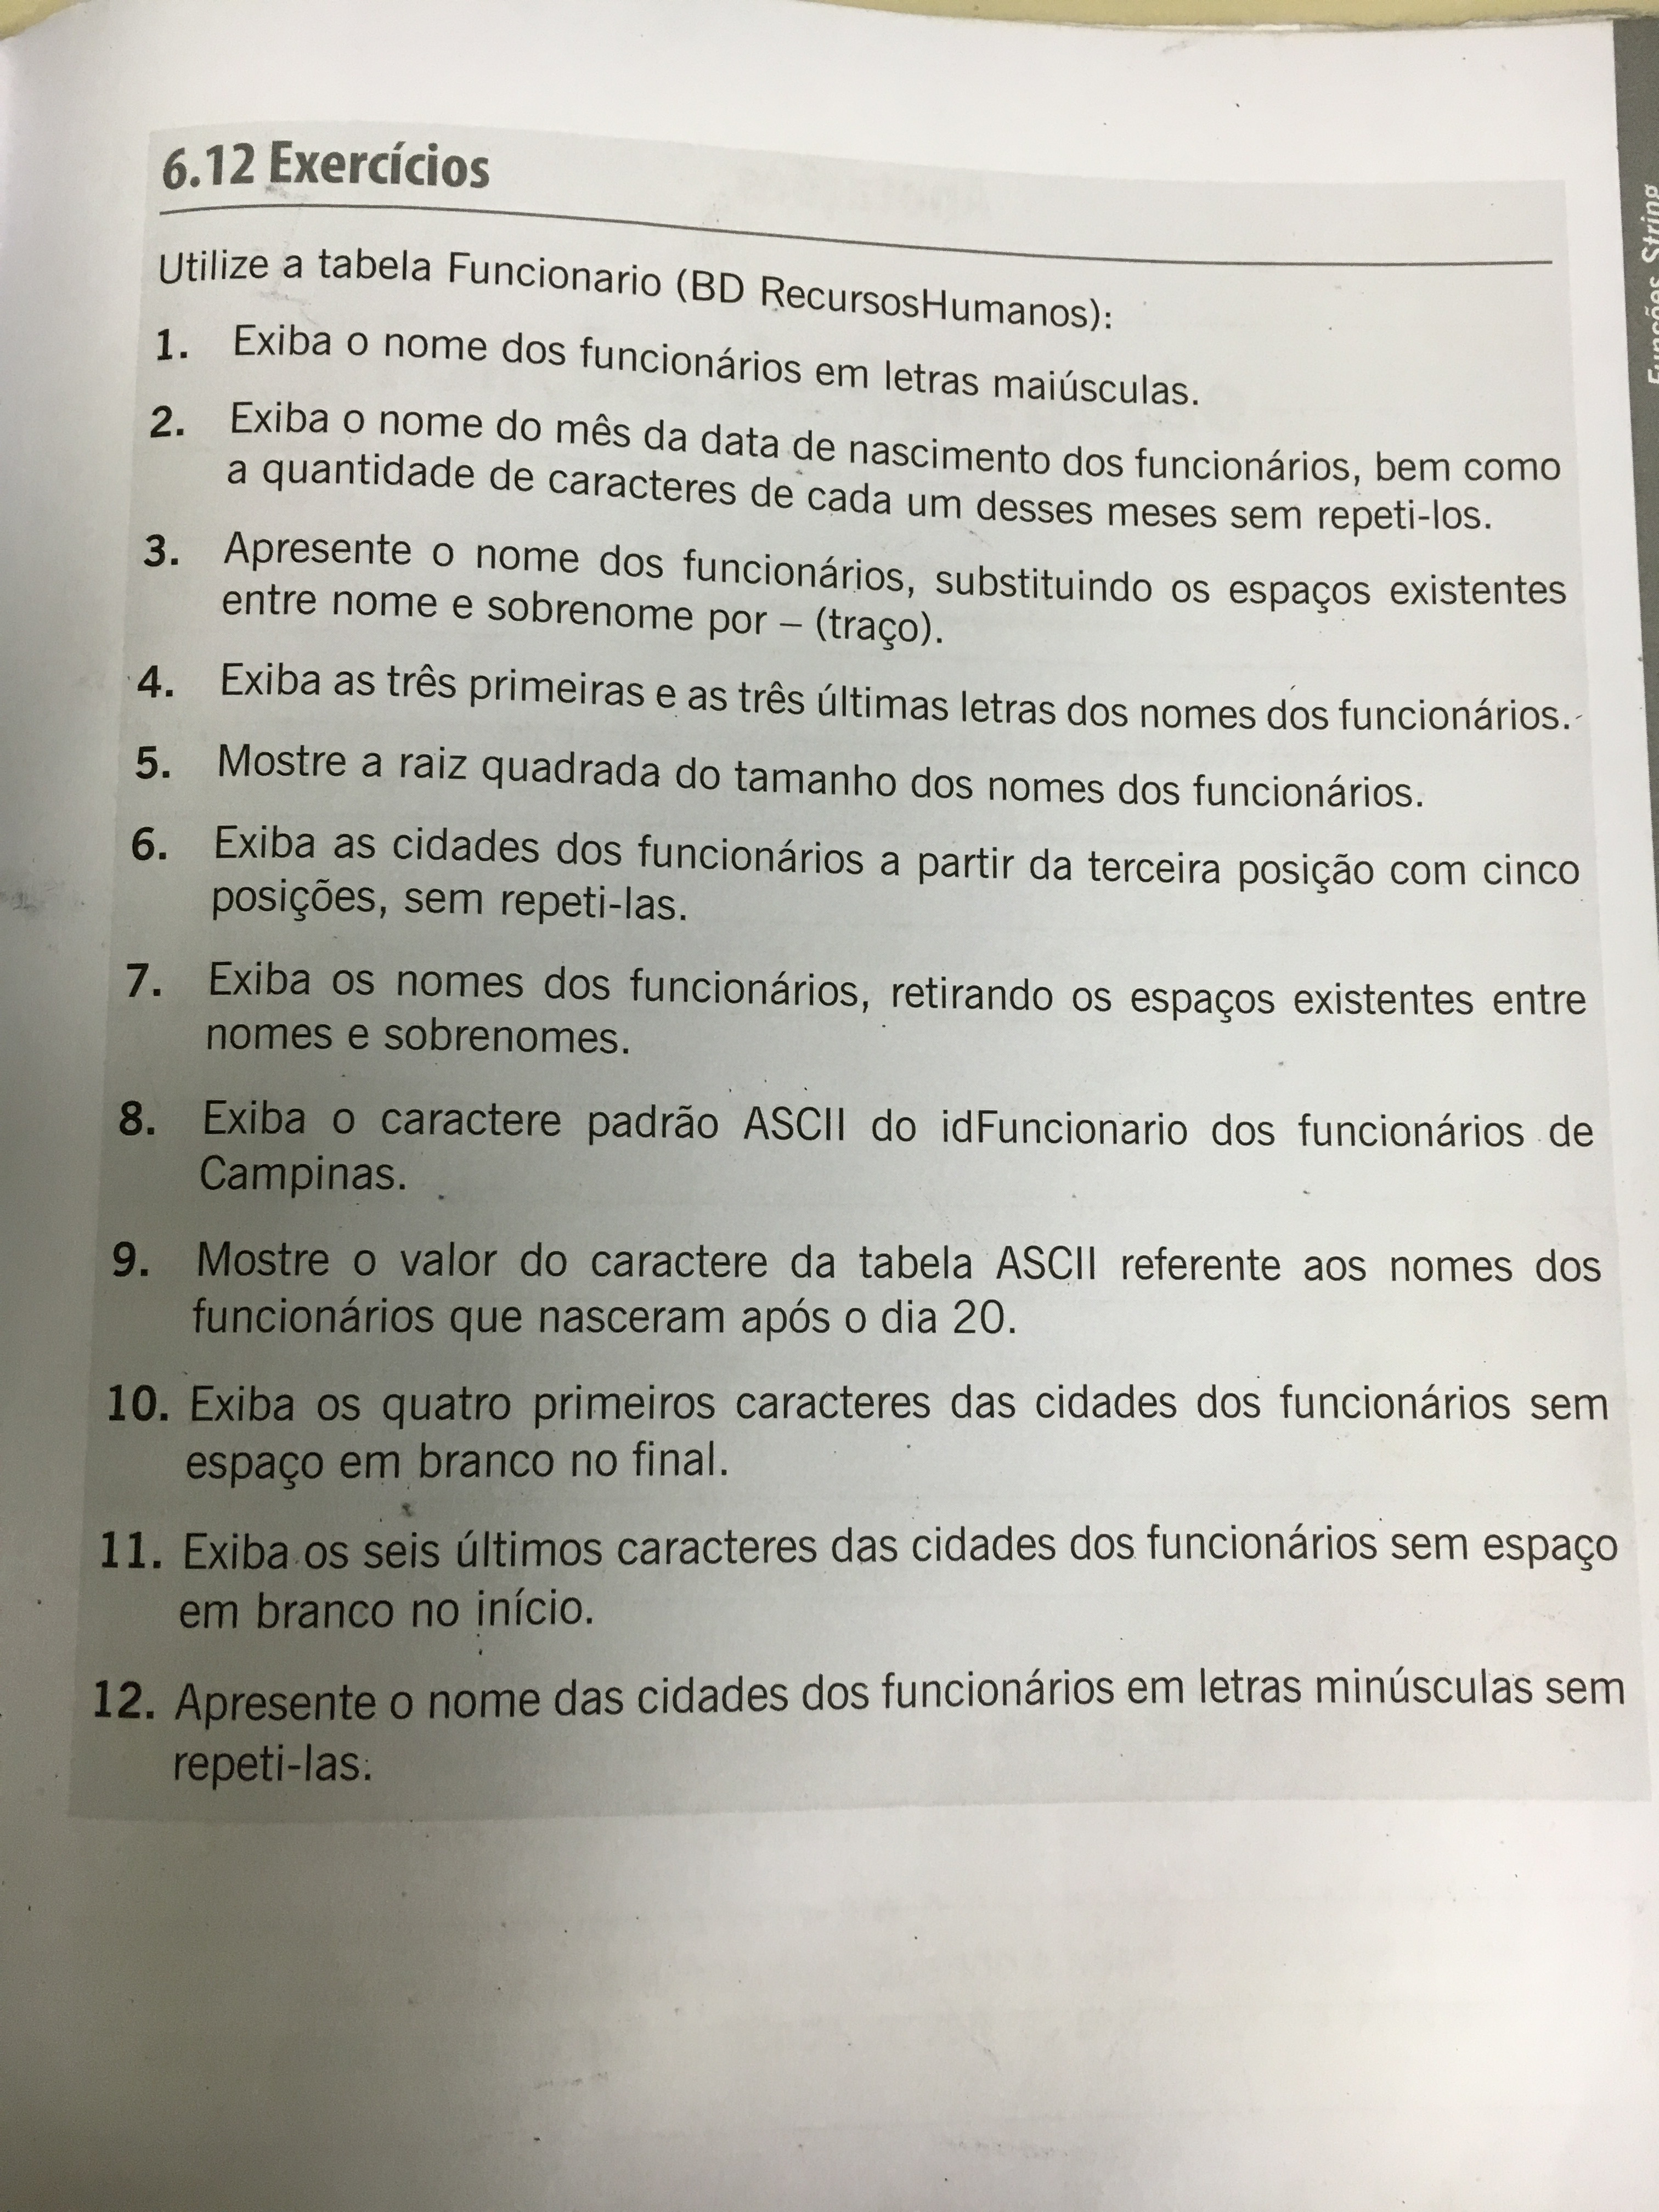 6.12 Exercícios
Utilize a tabela Funcionario (BD RecursosHumanos):
1. Exiba o nome dos funcionários em letras maiúsculas.
2. Exiba o nome do mês da data de nascimento dos funcionários, bem como
a quantidade de caracteres de cada um desses meses sem repeti-los.
3. Apresente o nome dos funcionários, substituindo os espaços existentes
entre nome e sobrenome por – (traço).
4. Exiba as três primeiras e as três últimas letras dos nomes dos funcionários.
5. Mostre a raiz quadrada do tamanho dos nomes dos funcionários.
6. Exiba as cidades dos funcionários a partir da terceira posição com cinco
posições, sem repeti-las.
7. Exiba os nomes dos funcionários, retirando os espaços existentes entre
nomes e sobrenomes.
8. Exiba o caractere padrão ASCII do idFuncionario dos funcionários de
Campinas.
9. Mostre o valor do caractere da tabela ASCII referente aos nomes dos
funcionários que nasceram após o dia 20.
10. Exiba os quatro primeiros caracteres das cidades dos funcionários sem
espaço em branco no final.
11. Exiba os seis últimos caracteres das cidades dos funcionários sem espaço
em branco no início.
12. Apresente o nome das cidades dos funcionários em letras minúsculas sem
repeti-las.
Funções String